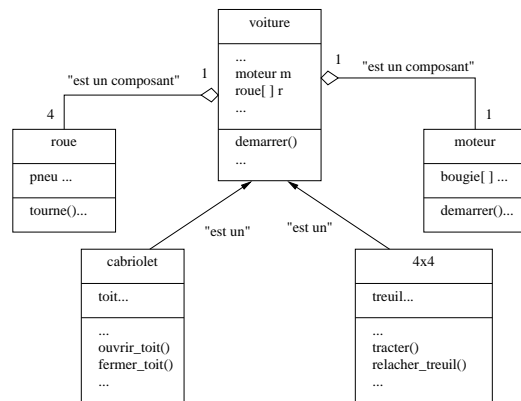 voiture
...
moteur m
roue[ ] r
...
demarrer()
...
"est un composant"
1
4
1
"est un composant"
1
roue
pneu ...
tourne()...
moteur
bougie[ ] ...
demarrer()...
"est un"
"est un"
cabriolet
toit...
...
ouvrir_toit()
fermer_toit()
...
4x4
treuil...
...
tracter()
relacher_treuil()
...